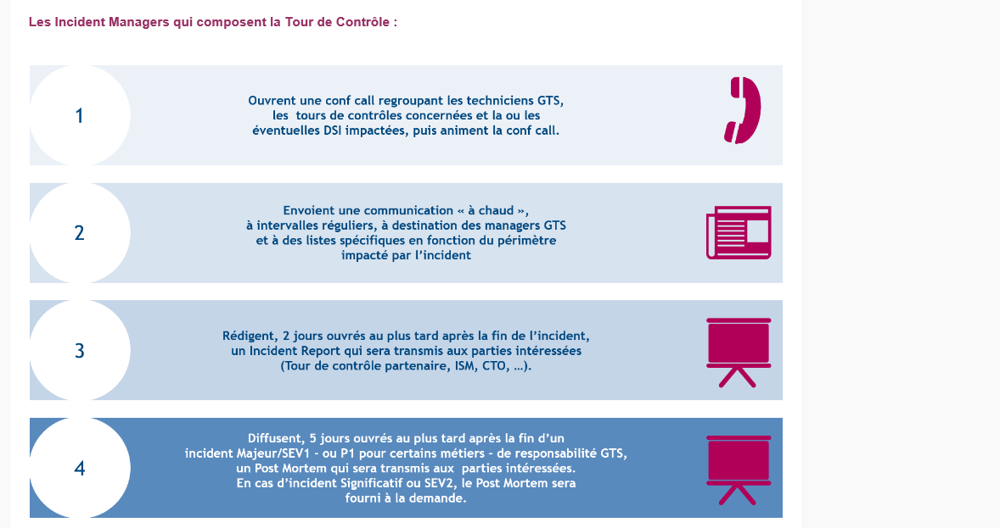 Les Incident Managers qui composent la Tour de Contrôle :
1
Ouvrent une conf call regroupant les techniciens GTS,
les tours de contrôles concernées et la ou les
éventuelles DSI impactées, puis animent la conf call.
2
Envoient une communication « à chaud »,
à intervalles réguliers, à destination des managers GTS
et à des listes spécifiques en fonction du périmètre
impacté par l’incident
3
Rédigent, 2 jours ouvrés au plus tard après la fin de l’incident,
un Incident Report qui sera transmis aux parties intéressées
(Tour de contrôle partenaire, ISM, CTO, …).
4
Diffusent, 5 jours ouvrés au plus tard après la fin d’un
incident Majeur/SEV1 - ou P1 pour certains métiers - de responsabilité GTS,
un Post Mortem qui sera transmis aux parties intéressées.
En cas d’incident Significatif ou SEV2, le Post Mortem sera
fourni à la demande.